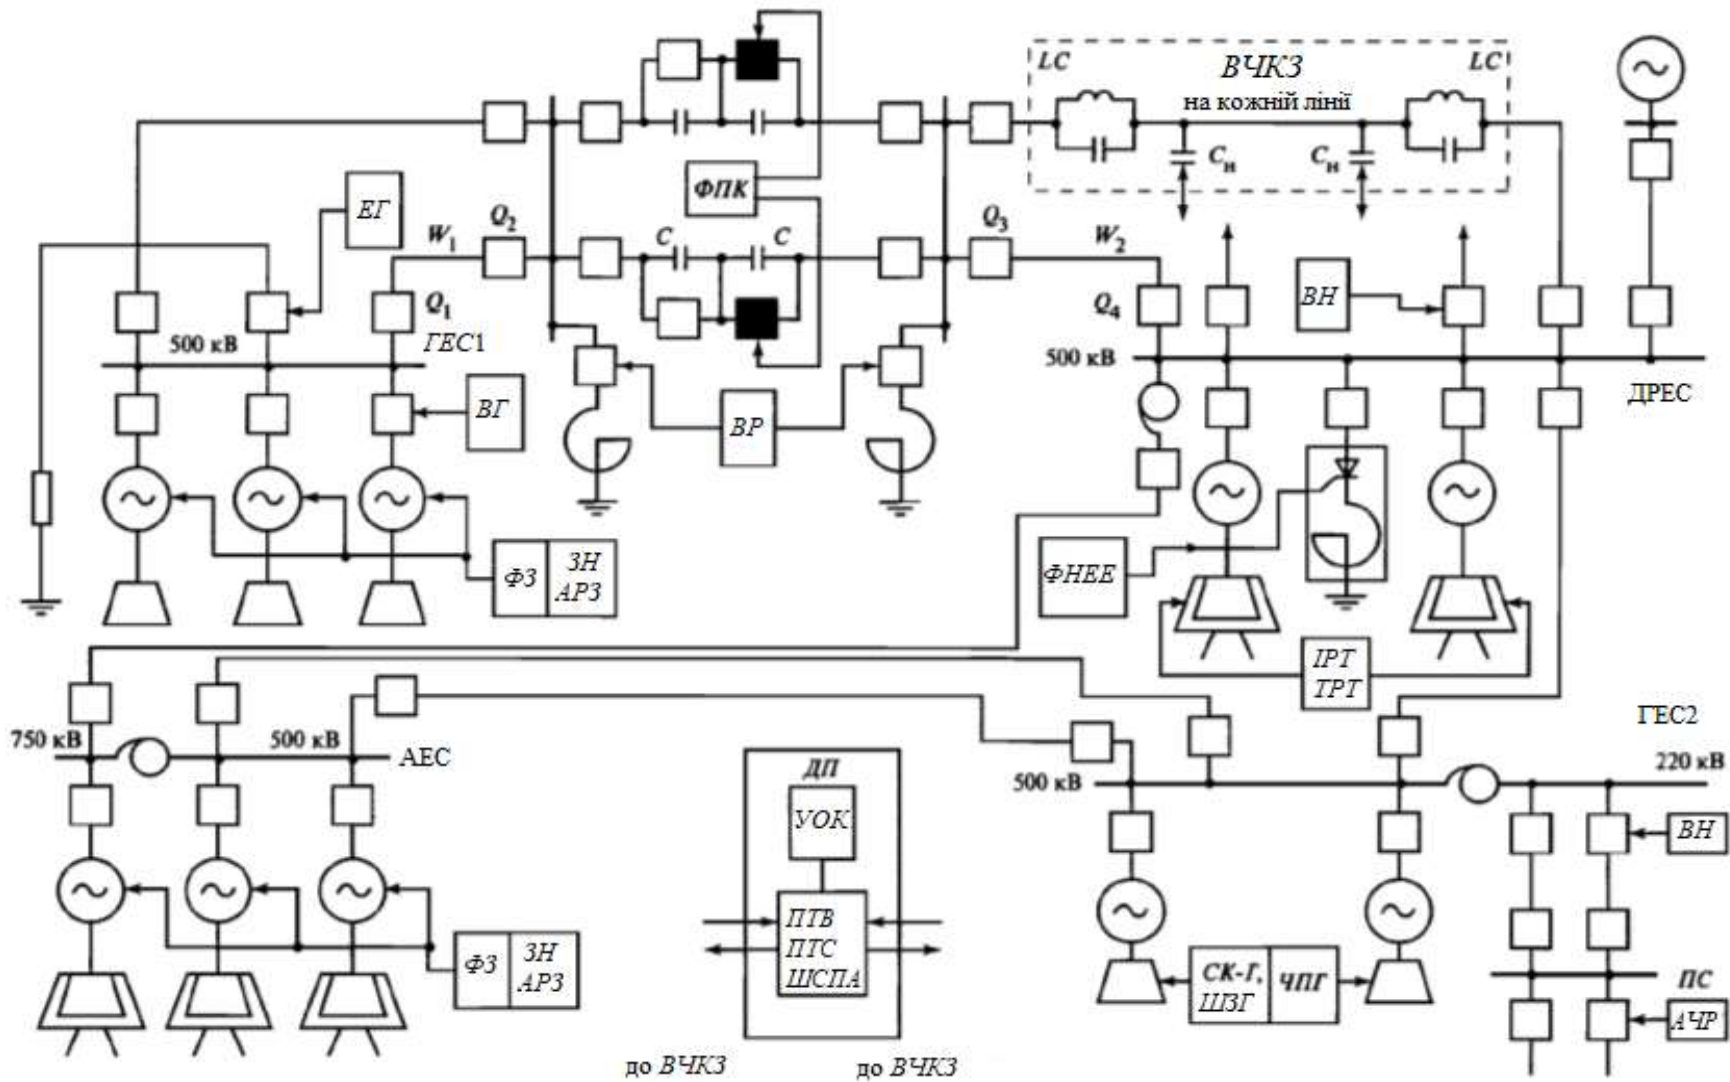 LC
ВЧКЗ
LC
на кожній лінії
Cн
Cн
ФПК
ЕГ
W1
Q2
C
C
Q3
W2
Q1
ВН
Q4
500 кВ
ГЕС1
500 кВ
ДРЕС
ВГ
ВР
ФЗ
ЗН
АРЗ
ФНЕЕ
ІРТ
ТРТ
750 кВ
500 кВ
АЕС
ГЕС2
500 кВ
220 кВ
ДП
УОК
ВН
ПТВ
ПТС
ШСПА
ФЗ
ЗН
АРЗ
СК-Г,
ШЗГ
ЧПГ
ПС
АЧР
до ВЧКЗ
до ВЧКЗ